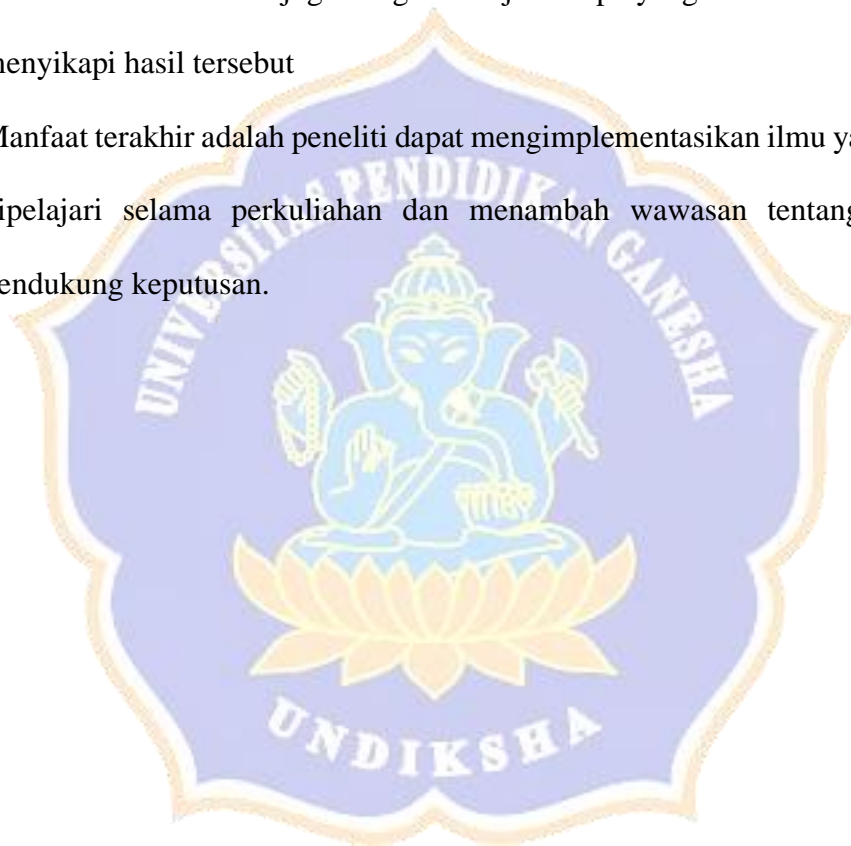 menyikapi hasil tersebut
Manfaat terakhir adalah peneliti dapat mengimplementasikan ilmu
dipelajari selama perkuliahan dan menambah wawasan tentang
pendukung keputusan.
UNIVERSITAS PENDIDIKAN GANESHA
UNDIKSHA